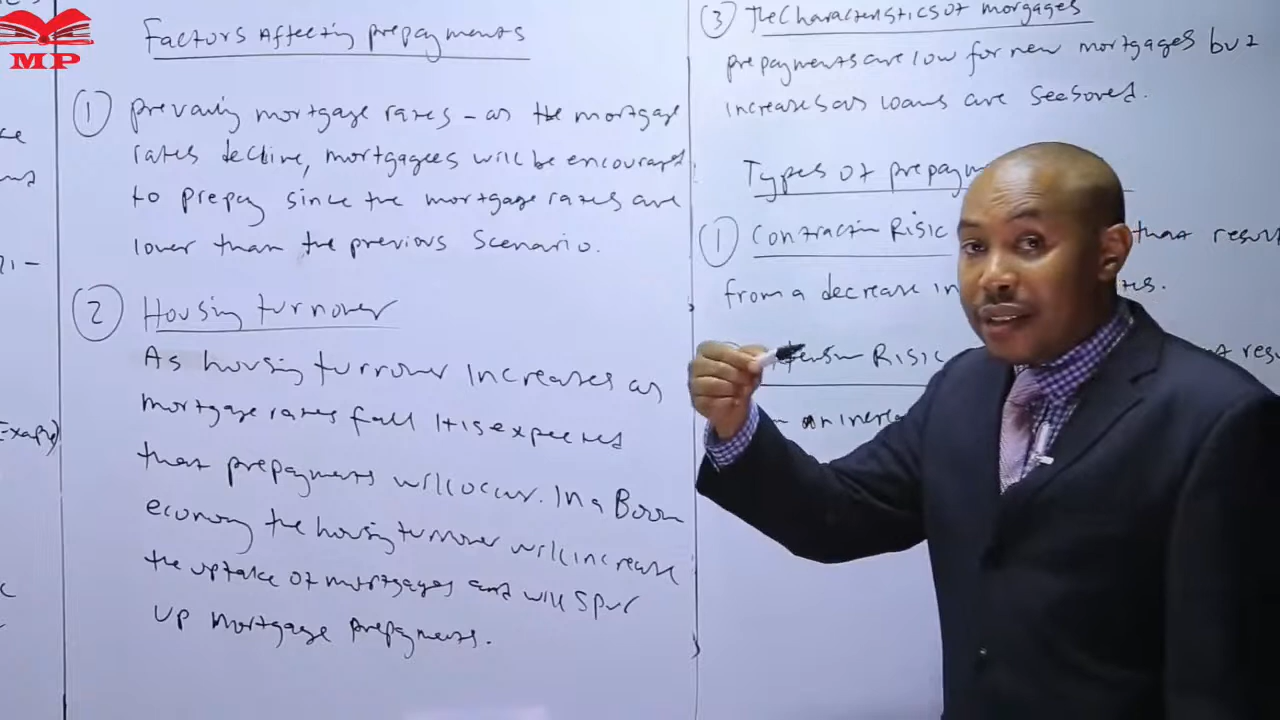 MP
Factors Affecting prepayments
① prevailing mortgage rates - as the mortgage
rates decline, mortgagees will be encouraged
to prepay since the mortgage rates are
lower than the previous scenario.
② Housing turnover
As housing turnover increases as
mortgage rates fall it is expected
that prepayments will occur. In a Boom
economy the housing turnover will increase
the uptake of mortgages and will spur
up mortgage prepayments.
③ The characteristics of morgages
prepayments are low for new mortgages but
increases as loans are seasoned.
Types of prepaym
① Contraction Risk that result
from a decrease in
Risk